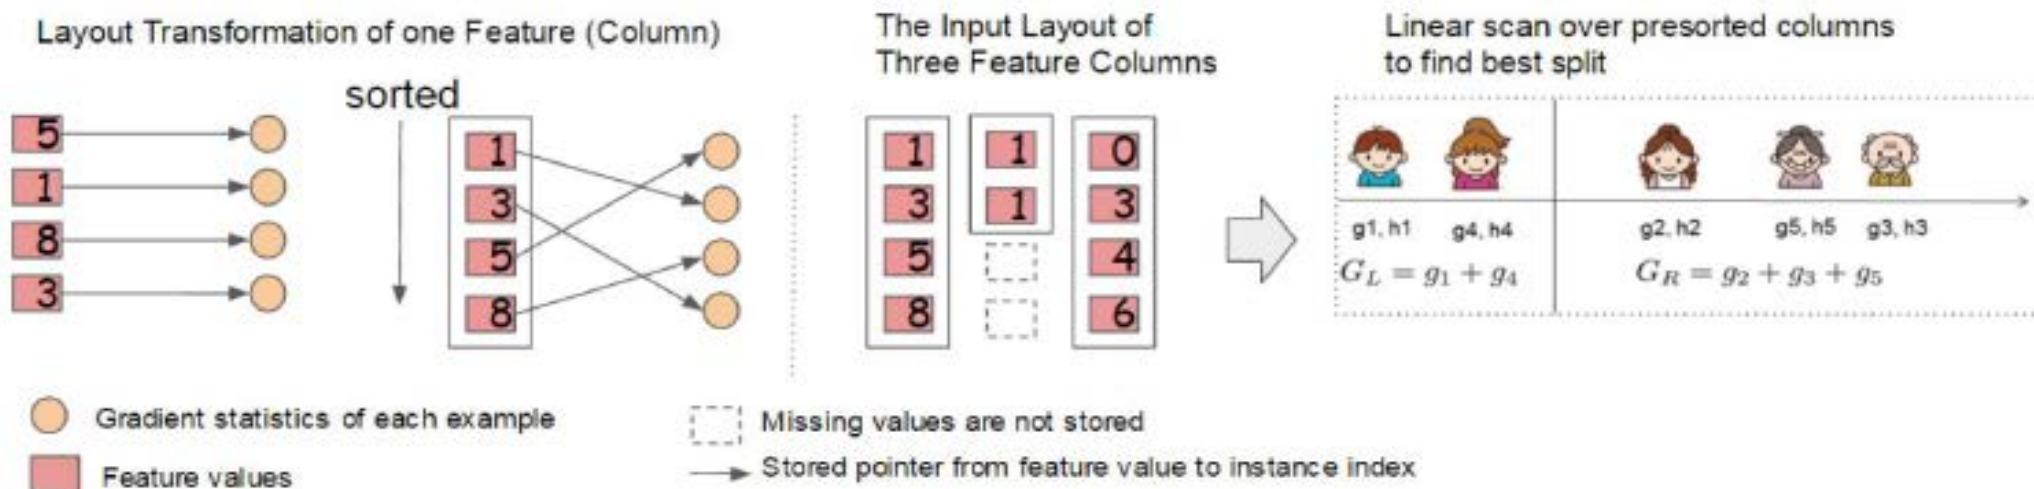 Layout Transformation of one Feature (Column)
sorted
5
1
8
3
1
3
5
8
The Input Layout of
Three Feature Columns
1 1 0
3 1 3
5 4
8 6
Linear scan over presorted columns
to find best split
g1, h1 g4, h4 g2, h2 g5, h5 g3, h3
G_L = g_1 + g_4 G_R = g_2 + g_3 + g_5
Gradient statistics of each example
Feature values
Missing values are not stored
Stored pointer from feature value to instance index